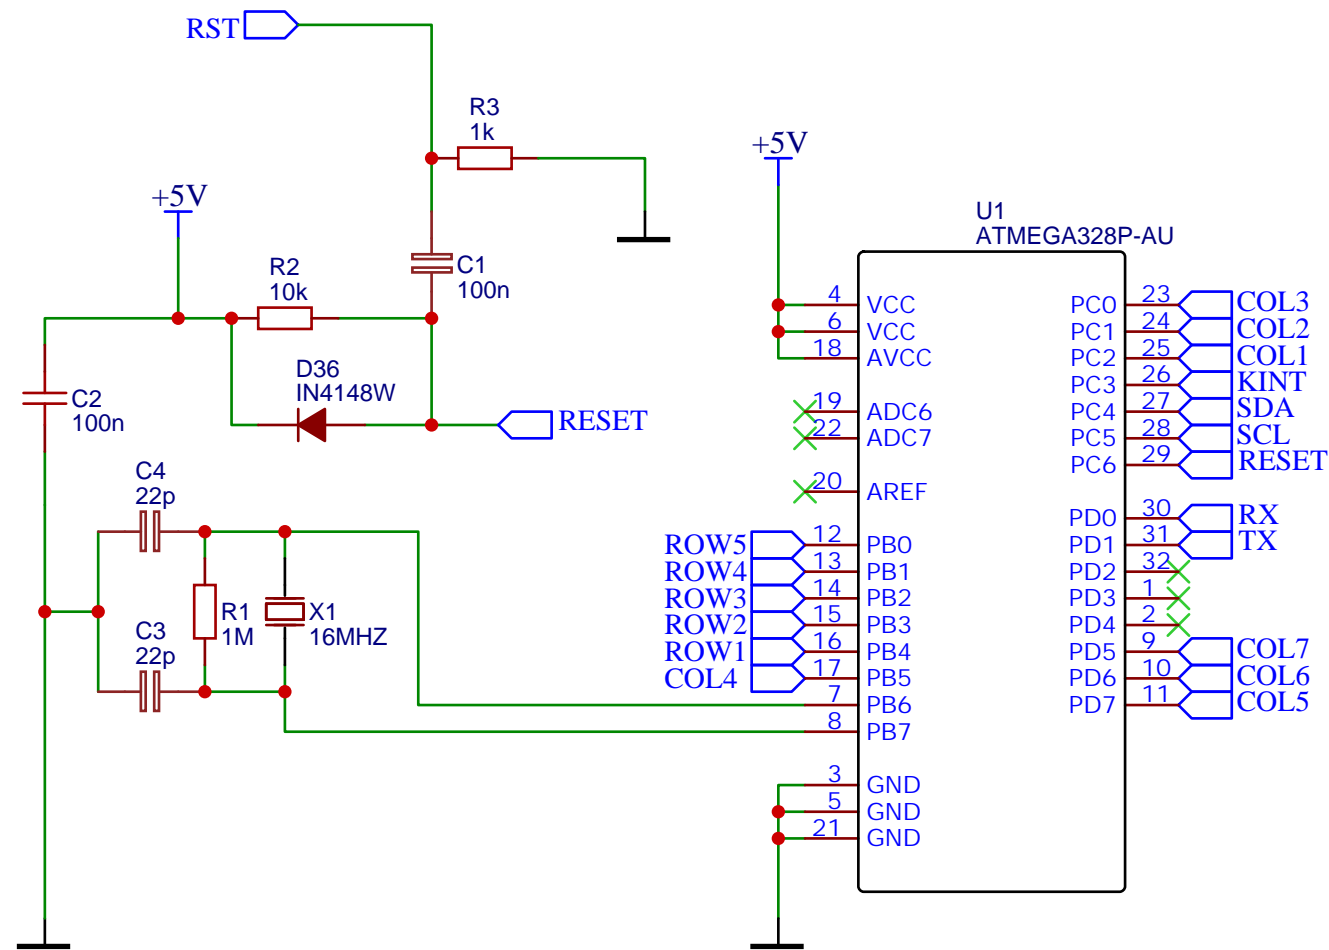 RST
R3
1k
+5V
+5V
U1
ATMEGA328P-AU
R2
10k
C1
100n
D36
IN4148W
RESET
C2
100n
C4
22p
C3
22p
R1
1M
X1
16MHZ
4 VCC
6 VCC
18 AVCC
19 ADC6
22 ADC7
20 AREF
ROW5 12 PB0
ROW4 13 PB1
ROW3 14 PB2
ROW2 15 PB3
ROW1 16 PB4
COL4 17 PB5
7 PB6
8 PB7
3 GND
5 GND
21 GND
PC0 23 COL3
PC1 24 COL2
PC2 25 COL1
PC3 26 KINT
PC4 27 SDA
PC5 28 SCL
PC6 29 RESET
PD0 30 RX
PD1 31 TX
PD2 32
PD3 1
PD4 2
PD5 9 COL7
PD6 10 COL6
PD7 11 COL5